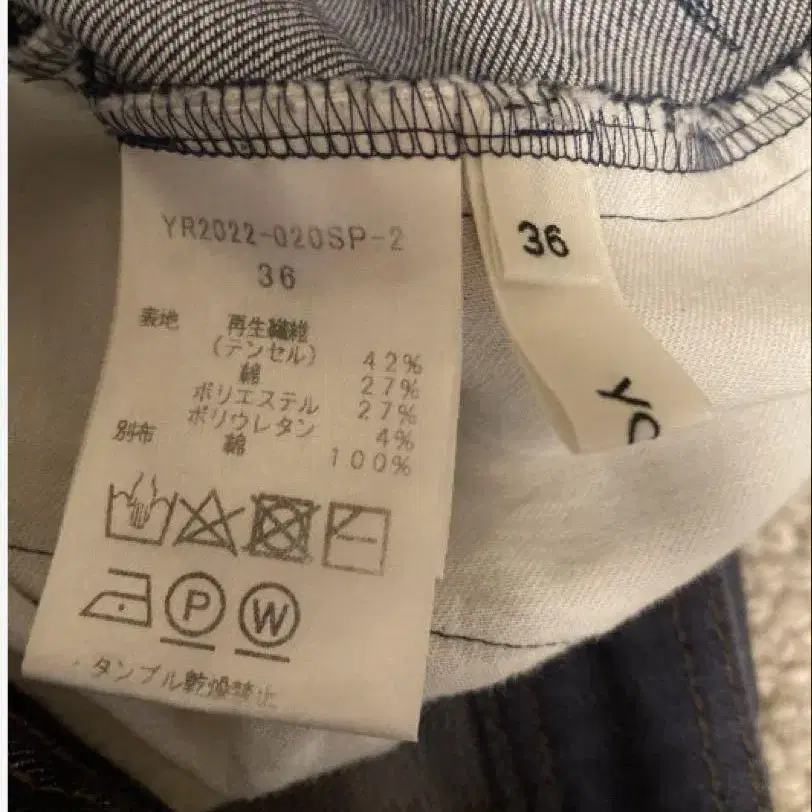 YR2022-020SP-2
36
表地 再生繊維
(テンセル) 42%
綿 27%
ポリエステル 27%
ポリウレタン 4%
別布 綿 100%
P W
・タンブル乾燥禁止
36
YO